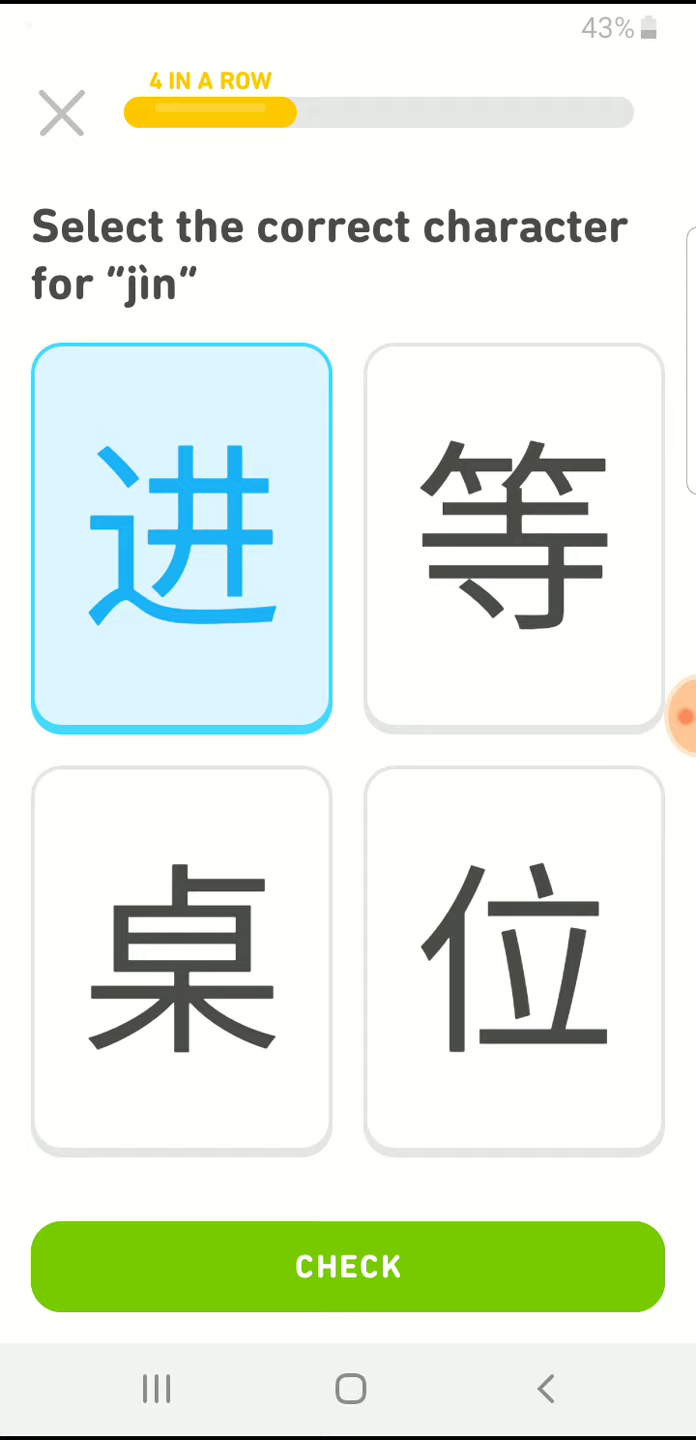 43%
4 IN A ROW
Select the correct character
for "jìn"
进
等
桌
位
CHECK